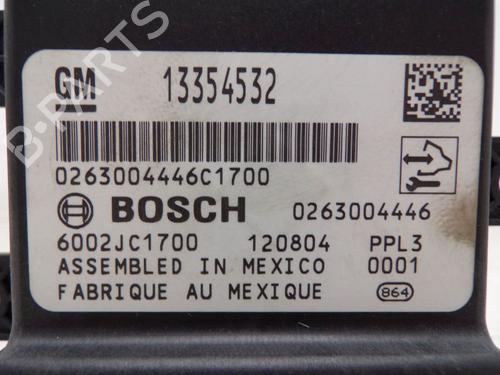 GM 13354532
0263004446C1700
BOSCH 0263004446
6002JC1700 120804 PPL3
ASSEMBLED IN MEXICO 0001
FABRIQUE AU MEXIQUE 864
B-PARTS